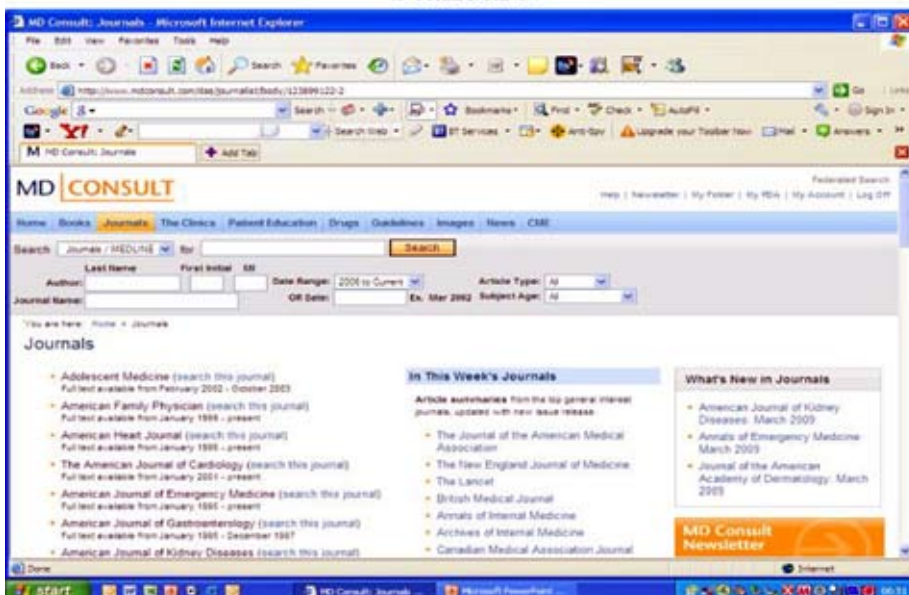 MD Consult: Journals - Microsoft Internet Explorer
File Edit View Favorites Tools Help
Back Search Favorites
Address http://www.mdconsult.com/das/journallist/body/123899122-2 Go Links
Google Search Bookmarks Find Check AutoFill Sign In
Y! Search Web BT Services Anti-Spy Upgrade your Toolbar Now Mail Answers
MD Consult: Journals Add Tab
MD CONSULT
Federated Search
Help | Newsletter | My Folder | My PDA | My Account | Log Off
Home Books Journals The Clinics Patient Education Drugs Guidelines Images News CME
Search Journals / MEDLINE for Search
Last Name First Initial MI
Author: Date Range: 2006 to Current Article Type: All
Journal Name: OR Date: Ex. Mar 2002 Subject Age: All
You are here: Home > Journals
Journals
Adolescent Medicine (search this journal)
Full text available from February 2002 - October 2003
American Family Physician (search this journal)
Full text available from January 1998 - present
American Heart Journal (search this journal)
Full text available from January 1995 - present
The American Journal of Cardiology (search this journal)
Full text available from January 2001 - present
American Journal of Emergency Medicine (search this journal)
Full text available from January 1995 - present
American Journal of Gastroenterology (search this journal)
Full text available from January 1995 - December 1997
American Journal of Kidney Diseases (search this journal)
In This Week's Journals
Article summaries from the top general interest
journals, updated with new issue release.
The Journal of the American Medical
Association
The New England Journal of Medicine
The Lancet
British Medical Journal
Annals of Internal Medicine
Archives of Internal Medicine
Canadian Medical Association Journal
What's New in Journals
American Journal of Kidney
Diseases: March 2009
Annals of Emergency Medicine:
March 2009
Journal of the American
Academy of Dermatology: March
2009
MD Consult
Newsletter
Done Internet
start MD Consult: Journals ... Microsoft PowerPoint ...